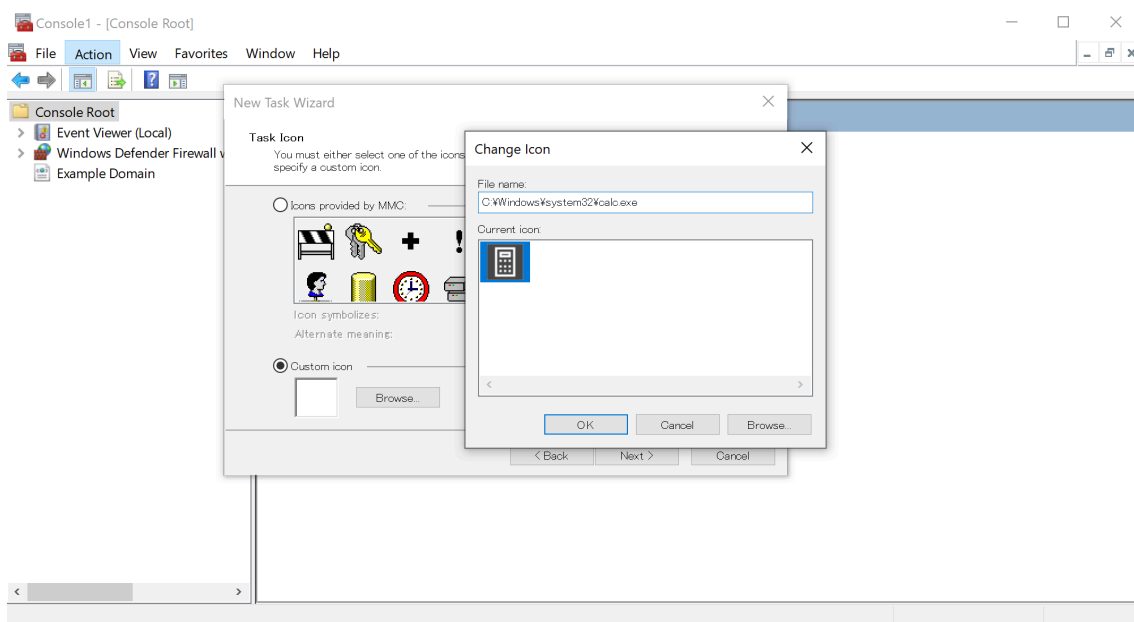 Console1 - [Console Root]
File Action View Favorites Window Help
Console Root
Event Viewer (Local)
Windows Defender Firewall w
Example Domain
New Task Wizard
Task Icon
You must either select one of the icons
specify a custom icon.
Icons provided by MMC:
Icon symbolizes:
Alternate meaning:
Custom icon
Browse...
< Back
Next >
Cancel
Change Icon
File name:
C:¥Windows¥system32¥calc.exe
Current icon:
OK
Cancel
Browse...